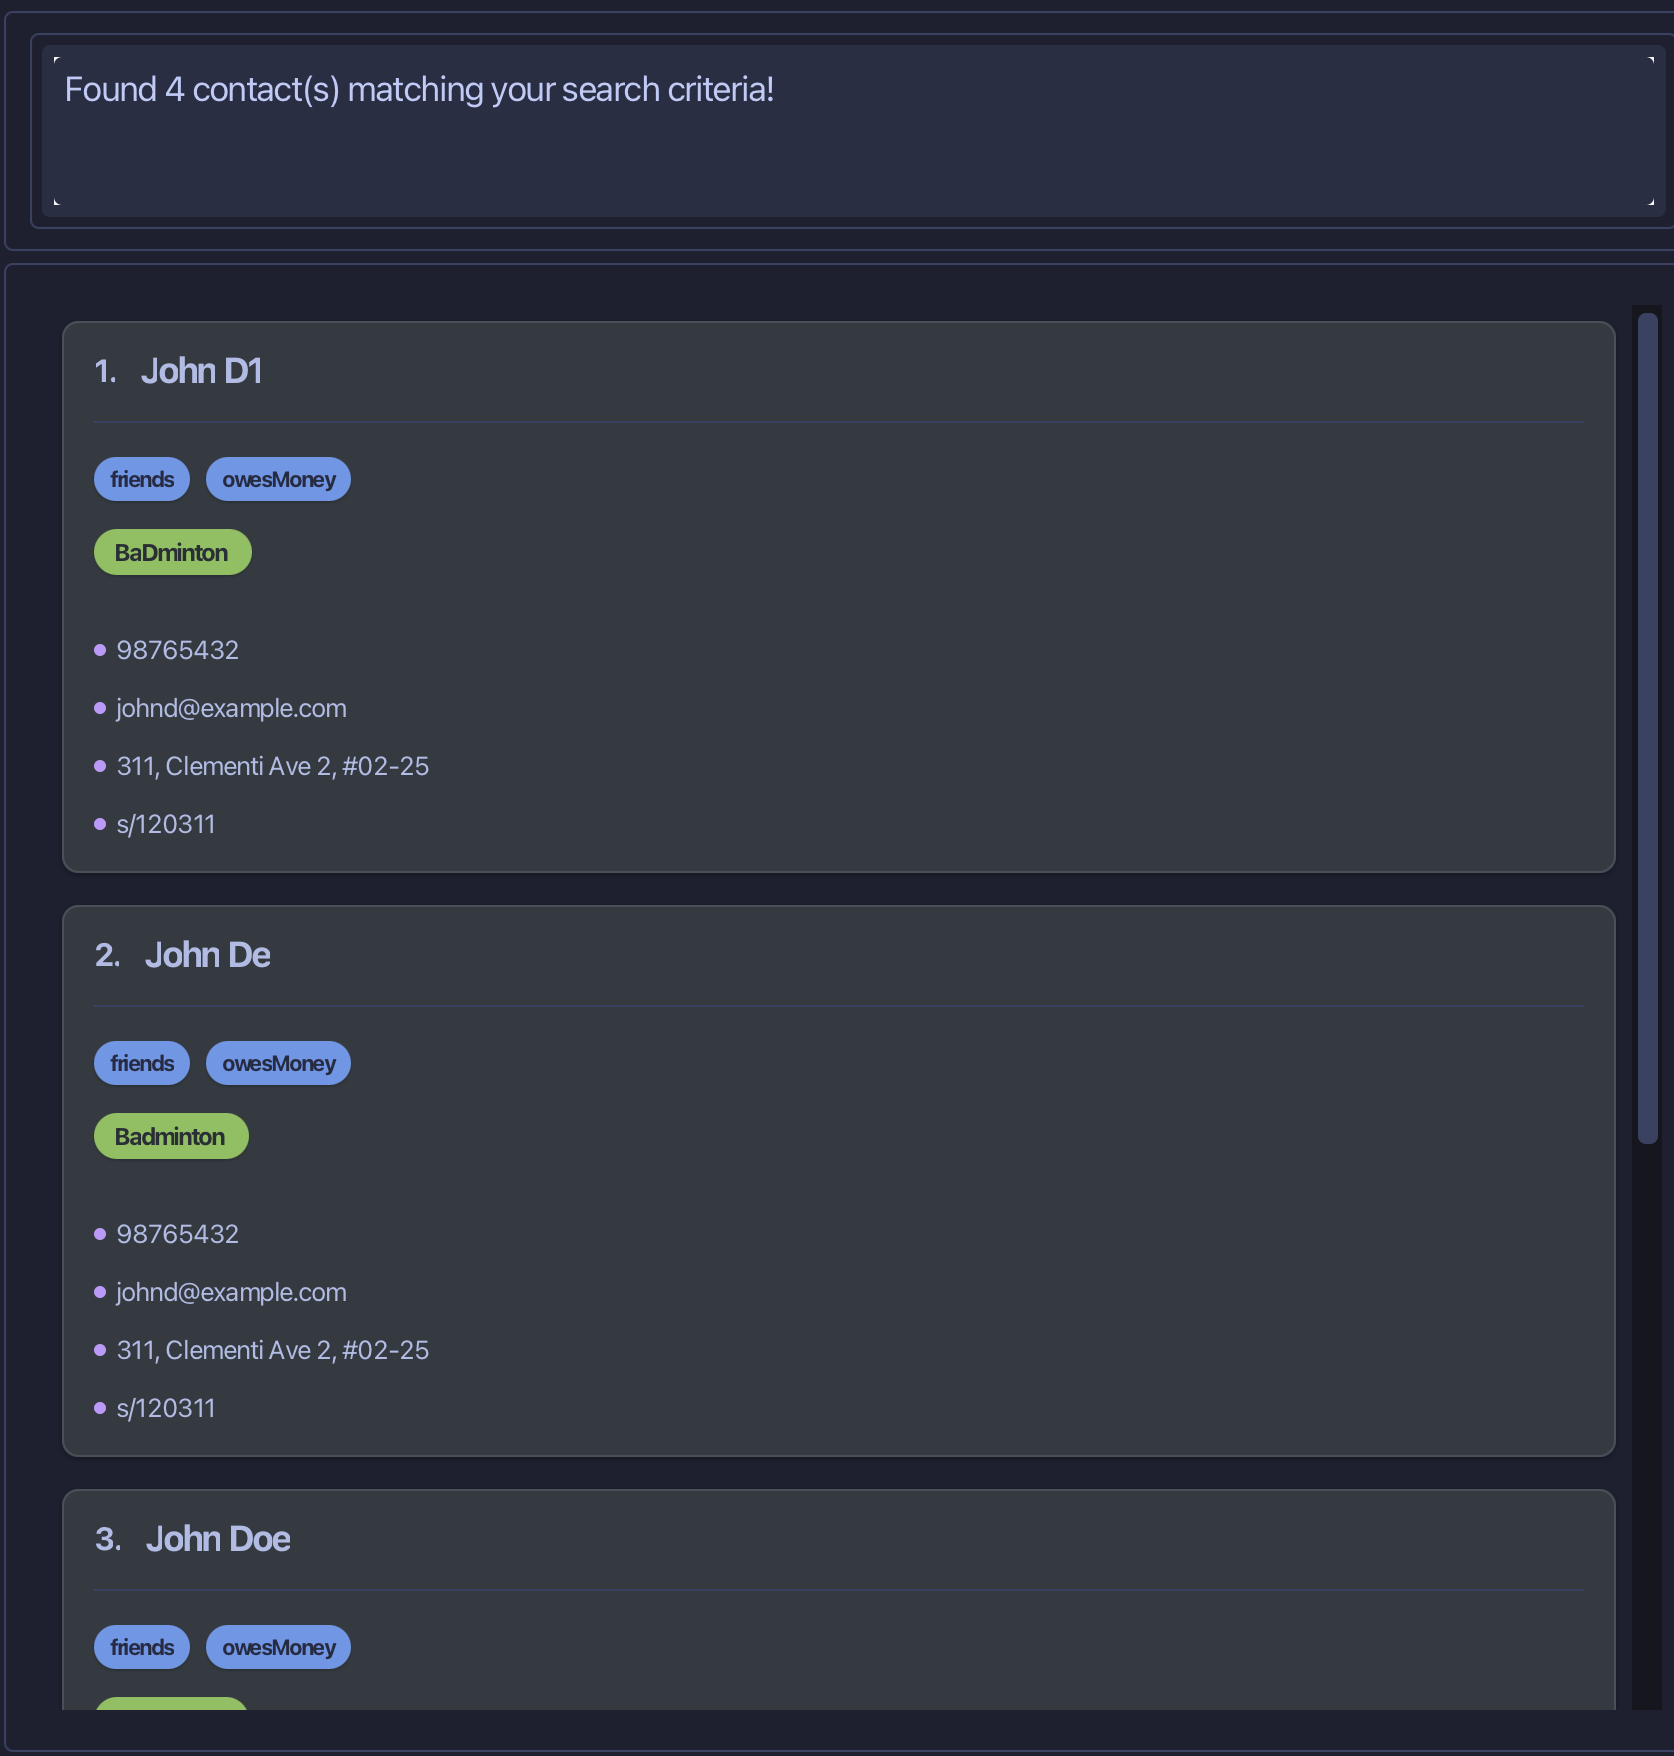 Found 4 contact(s) matching your search criteria!
1. John D1
friends owesMoney
BaDminton
98765432
johnd@example.com
311, Clementi Ave 2, #02-25
s/120311
2. John De
friends owesMoney
Badminton
98765432
johnd@example.com
311, Clementi Ave 2, #02-25
s/120311
3. John Doe
friends owesMoney